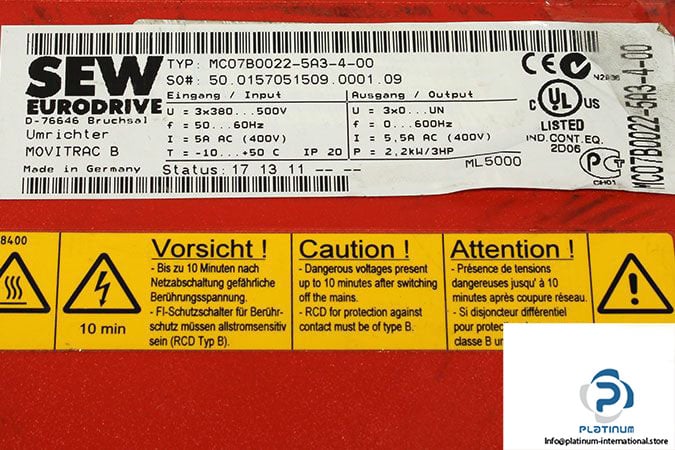 SEW
EURODRIVE
D-76646 Bruchsal
Umrichter
MOVITRAC B
Made in Germany
TYP: MC07B0022-5A3-4-00
SO#: 50.0157051509.0001.09
Eingang / Input
U = 3x380...500V
f = 50...60Hz
I = 5A AC (400V)
T = -10...+50 C IP 20
Ausgang / Output
U = 3x0...UN
f = 0...600Hz
I = 5,5A AC (400V)
P = 2,2kW/3HP
Status: 17 13 11 -- --
ML5000
CE
N2936
C UL US
LISTED
IND.CONT.EQ.
2D06
MC07B0022-5A3-4-00
8400
10 min
Vorsicht !
- Bis zu 10 Minuten nach
Netzabschaltung gefährliche
Berührungsspannung.
- FI-Schutzschalter für Berühr-
schutz müssen allstromsensitiv
sein (RCD Typ B).
Caution !
- Dangerous voltages present
up to 10 minutes after switching
off the mains.
- RCD for protection against
contact must be of type B.
Attention !
- Présence de tensions
dangereuses jusqu' à 10
minutes après coupure réseau.
- Si disjoncteur différentiel
classe B
PLATINUM
Info@platinum-international.store